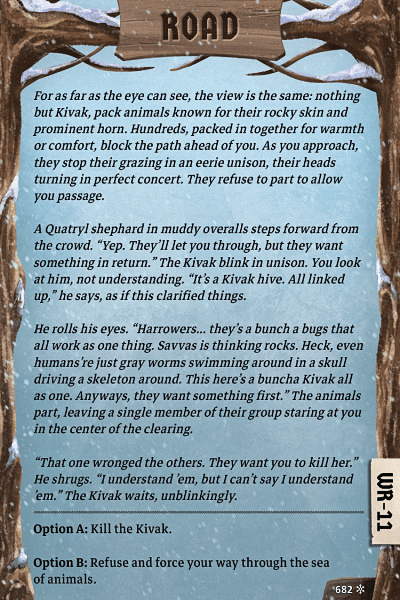 ROAD
For as far as the eye can see, the view is the same: nothing
but Kivak, pack animals known for their rocky skin and
prominent horn. Hundreds, packed in together for warmth
or comfort, block the path ahead of you. As you approach,
they stop their grazing in an eerie unison, their heads
turning in perfect concert. They refuse to part to allow
you passage.
A Quatryl shephard in muddy overalls steps forward from
the crowd. “Yep. They’ll let you through, but they want
something in return.” The Kivak blink in unison. You look
at him, not understanding. “It’s a Kivak hive. All linked
up,” he says, as if this clarified things.
He rolls his eyes. “Harrowers... they’s a bunch a bugs that
all work as one thing. Savvas is thinking rocks. Heck, even
humans’re just gray worms swimming around in a skull
driving a skeleton around. This here’s a buncha Kivak all
as one. Anyways, they want something first.” The animals
part, leaving a single member of their group staring at you
in the center of the clearing.
“That one wronged the others. They want you to kill her.”
He shrugs. “I understand ’em, but I can’t say I understand
’em.” The Kivak waits, unblinkingly.
Option A: Kill the Kivak.
Option B: Refuse and force your way through the sea
of animals.
WR-11
682